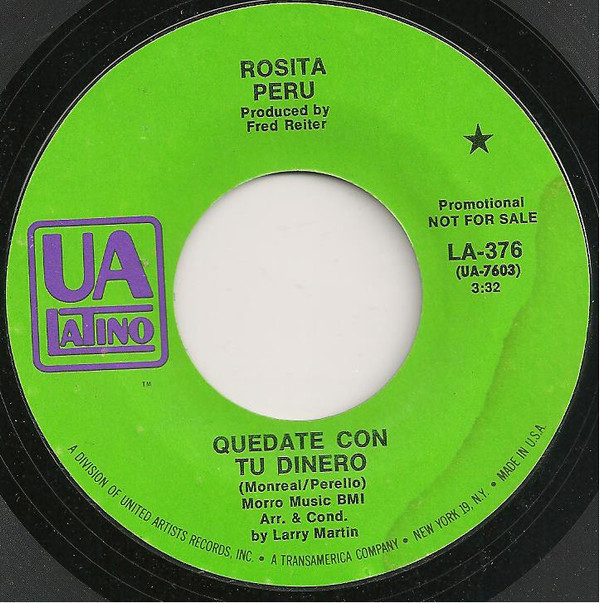 ROSITA
PERU
Produced by
Fred Reiter
★
Promotional
NOT FOR SALE
LA-376
(UA-7603)
3:32
UA
LATINO
TM
QUEDATE CON
TU DINERO
(Monreal/Perello)
Morro Music BMI
Arr. & Cond.
by Larry Martin
A DIVISION OF UNITED ARTISTS RECORDS, INC. • A TRANSAMERICA COMPANY • NEW YORK 19, N.Y. • MADE IN U.S.A.